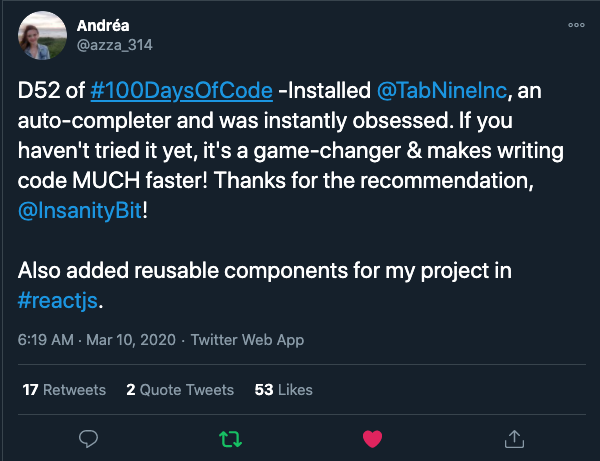 Andréa
@azza_314
D52 of #100DaysOfCode -Installed @TabNineInc, an
auto-completer and was instantly obsessed. If you
haven't tried it yet, it's a game-changer & makes writing
code MUCH faster! Thanks for the recommendation,
@InsanityBit!
Also added reusable components for my project in
#reactjs.
6:19 AM · Mar 10, 2020 · Twitter Web App
17 Retweets 2 Quote Tweets 53 Likes